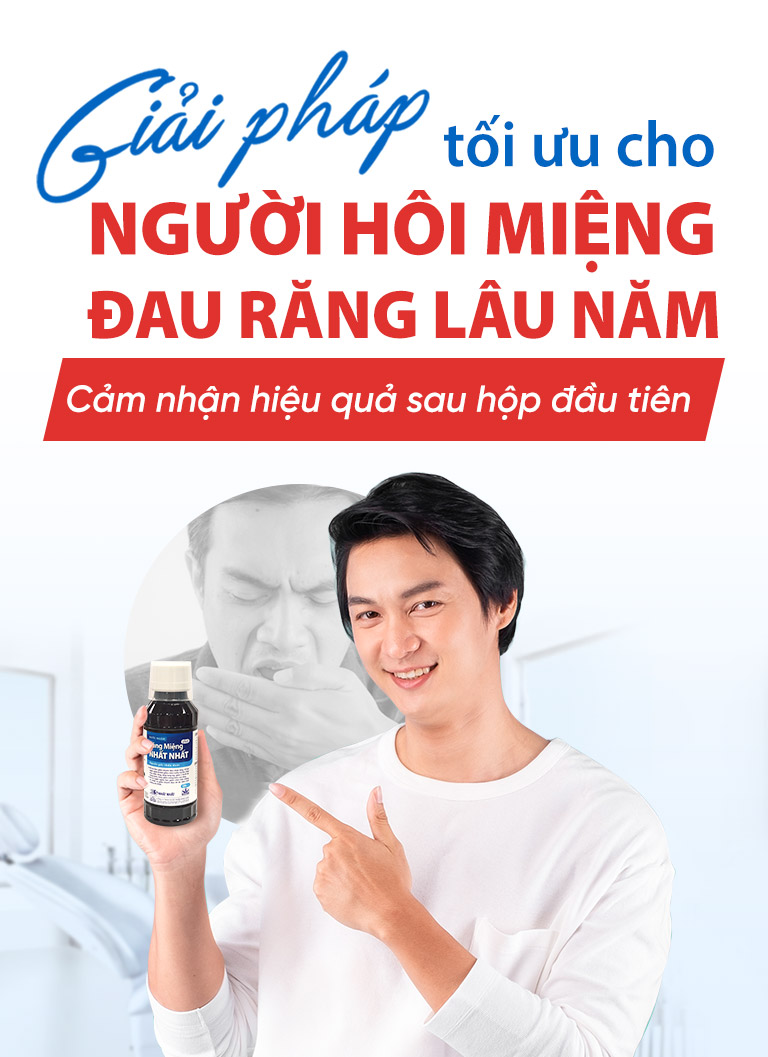 Giải pháp tối ưu cho
NGƯỜI HÔI MIỆNG
ĐAU RĂNG LÂU NĂM
Cảm nhận hiệu quả sau hộp đầu tiên
Miệng
NHẤT NHẤT